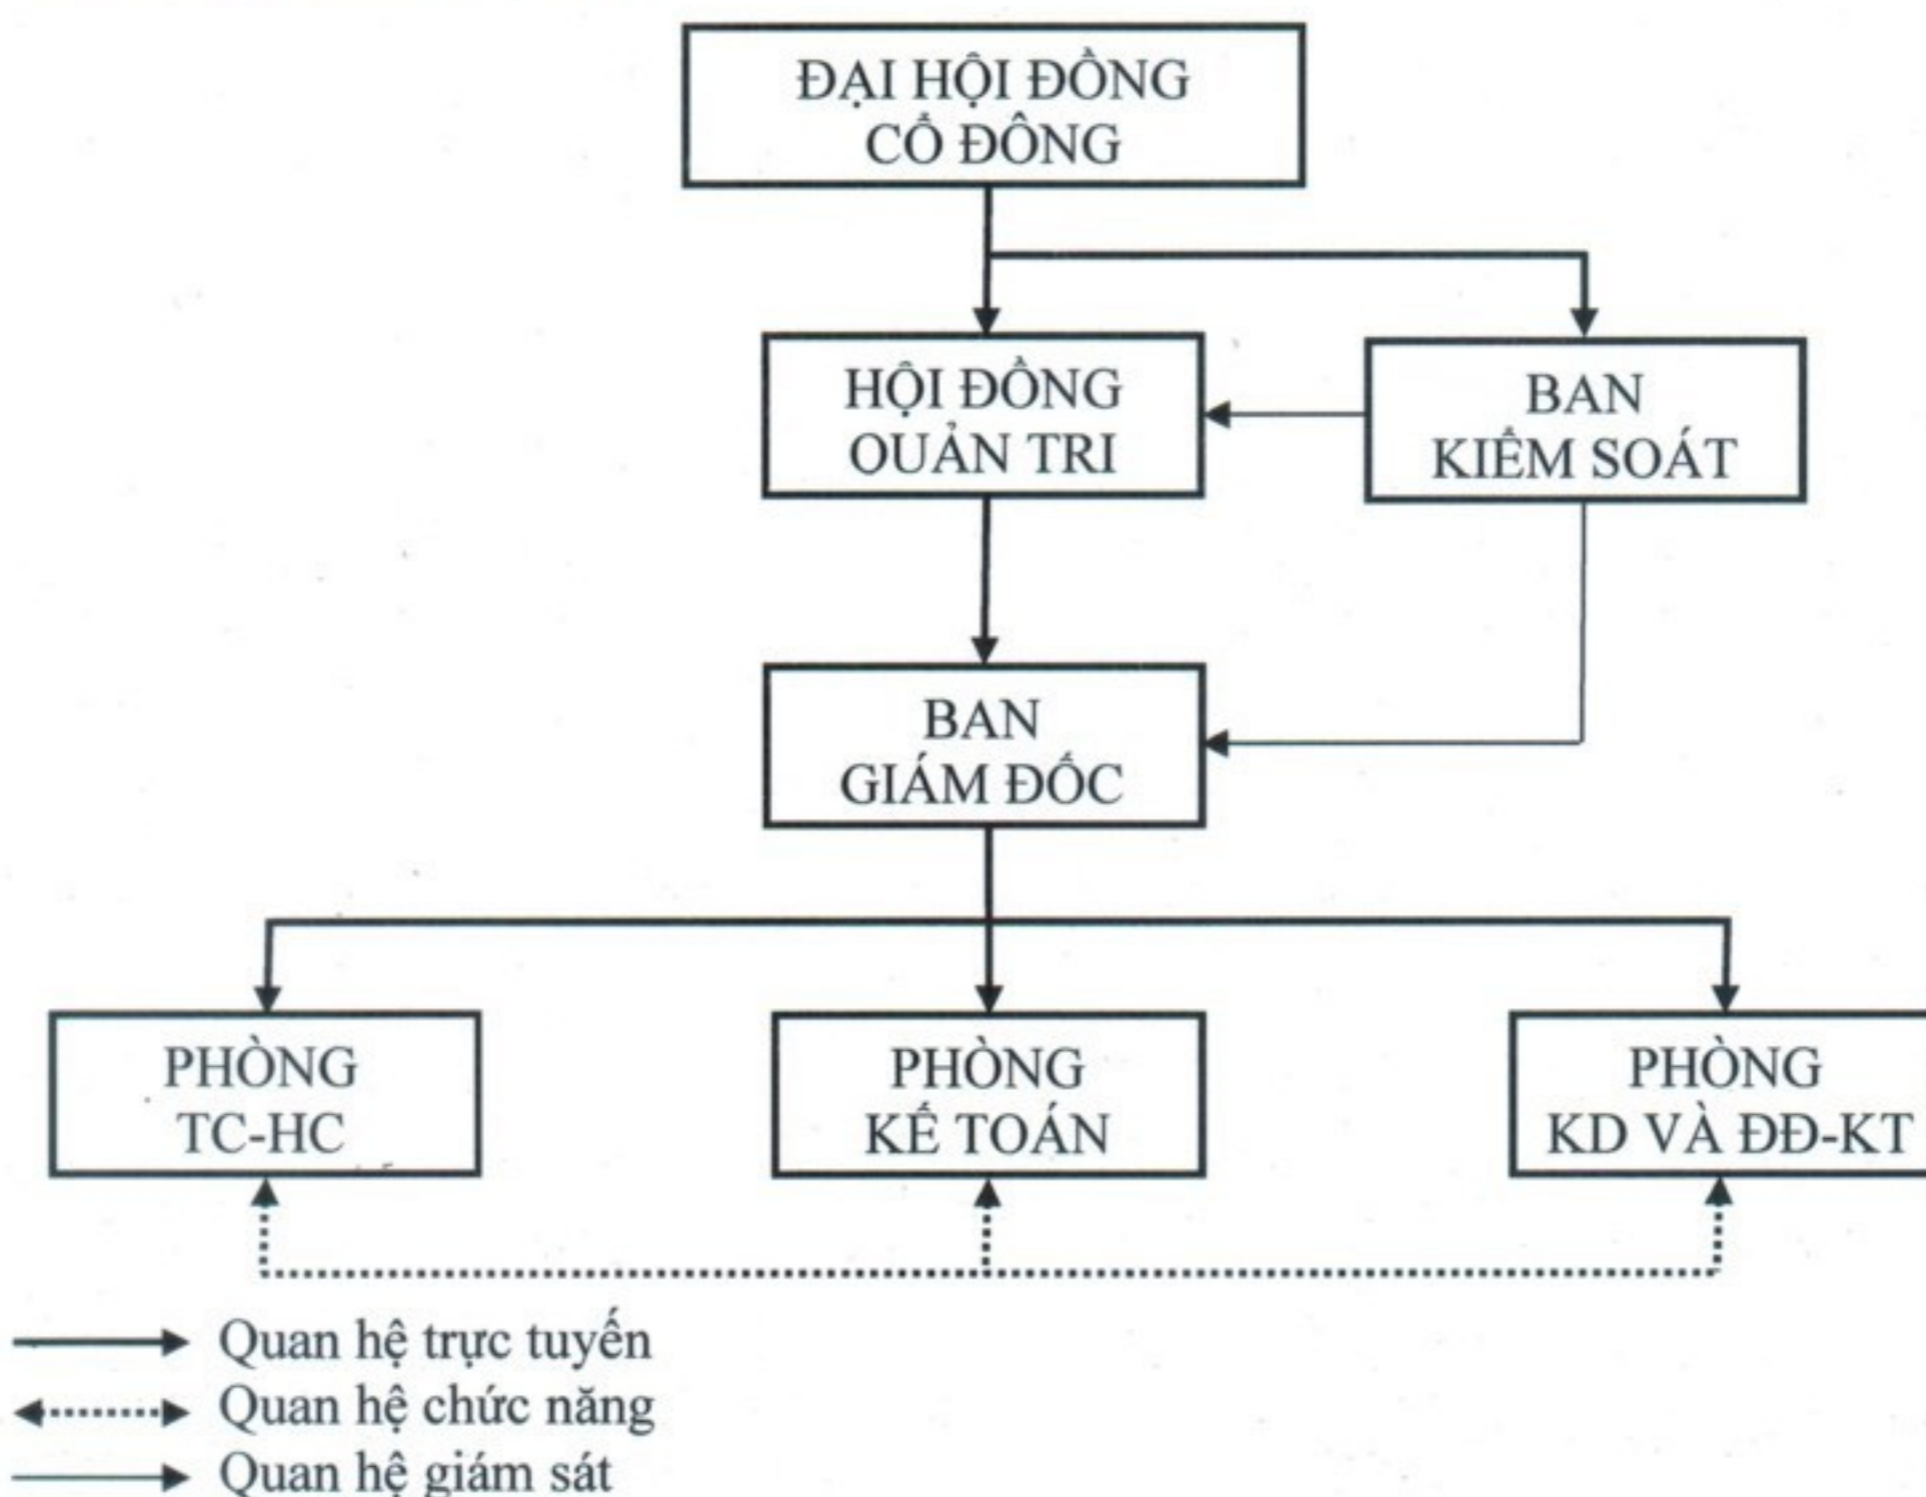 ĐẠI HỘI ĐỒNG
CỔ ĐÔNG
HỘI ĐỒNG
QUẢN TRỊ
BAN
KIỂM SOÁT
BAN
GIÁM ĐỐC
PHÒNG
TC-HC
PHÒNG
KẾ TOÁN
PHÒNG
KD VÀ ĐĐ-KT
Quan hệ trực tuyến
Quan hệ chức năng
Quan hệ giám sát